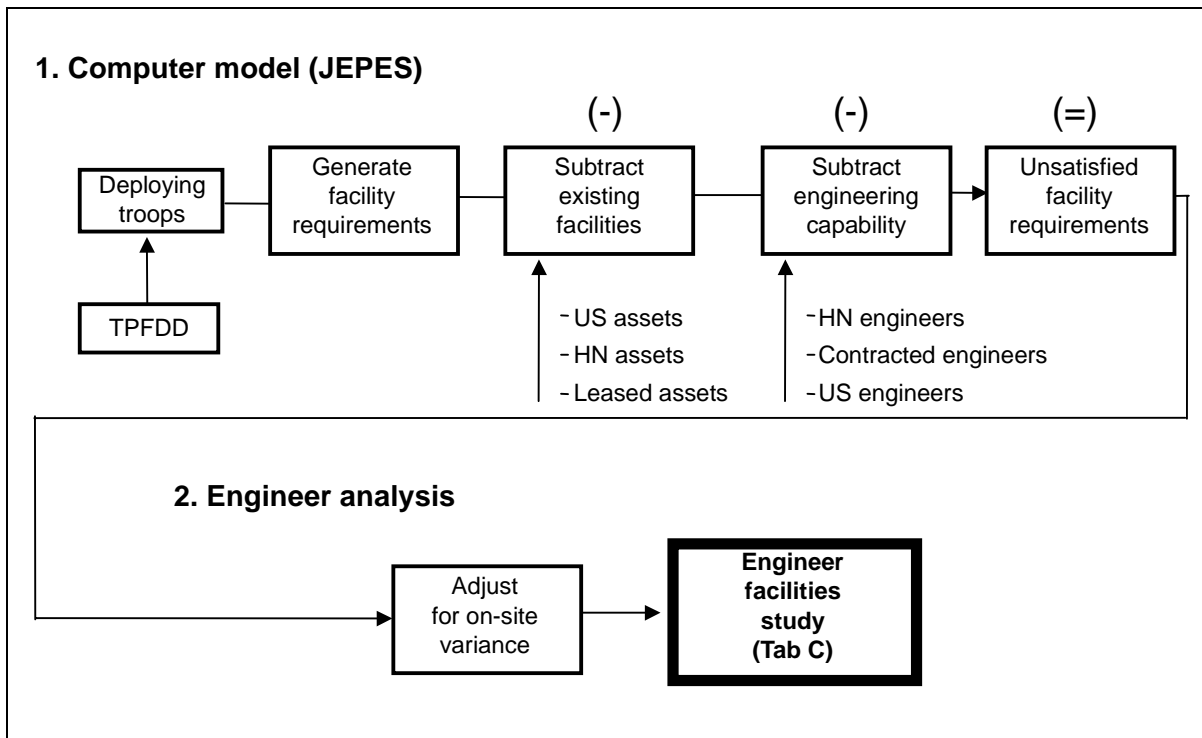 1. Computer model (JEPES)
(-)
(-)
(=)
Deploying
troops
Generate
facility
requirements
Subtract
existing
facilities
Subtract
engineering
capability
Unsatisfied
facility
requirements
TPFDD
- US assets
- HN assets
- Leased assets
- HN engineers
- Contracted engineers
- US engineers
2. Engineer analysis
Adjust
for on-site
variance
Engineer
facilities
study
(Tab C)